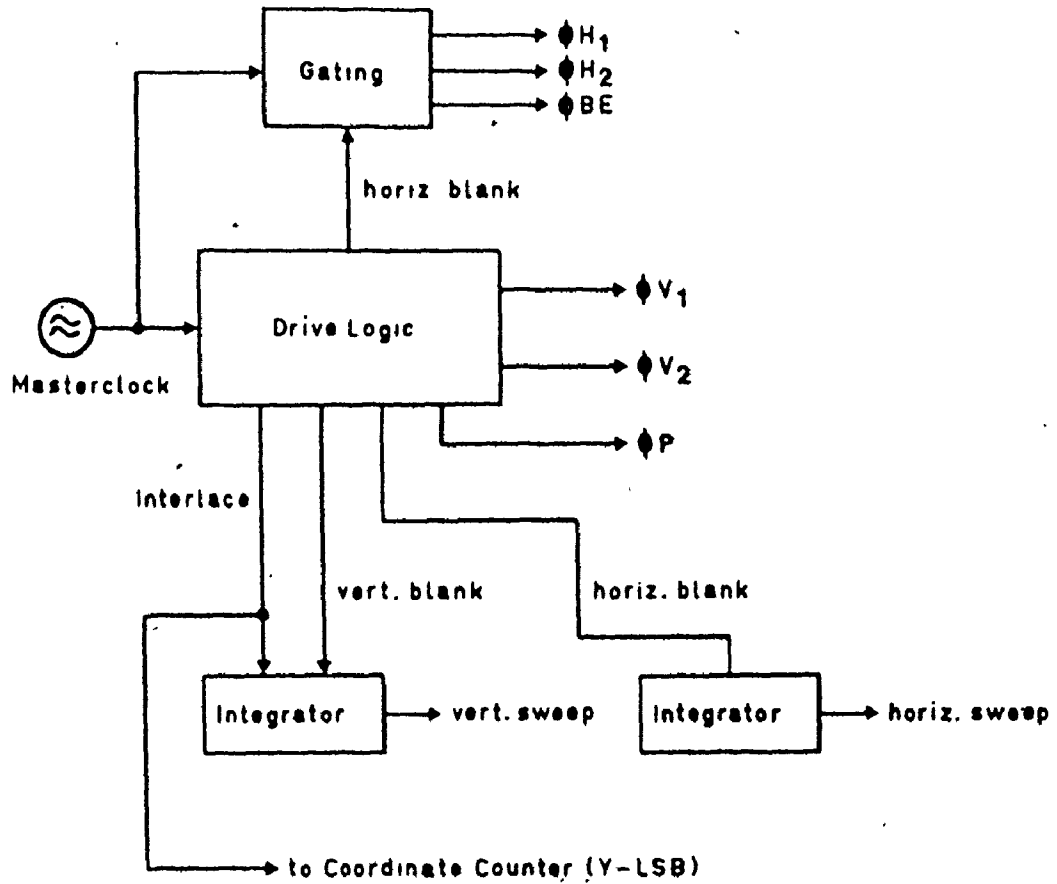 ϕH1
Gating
ϕH2
ϕBE
horiz blank
ϕV1
Drive Logic
ϕV2
Masterclock
ϕP
Interlace
vert. blank
horiz. blank
Integrator
vert. sweep
Integrator
horiz. sweep
to Coordinate Counter (Y-LSB)